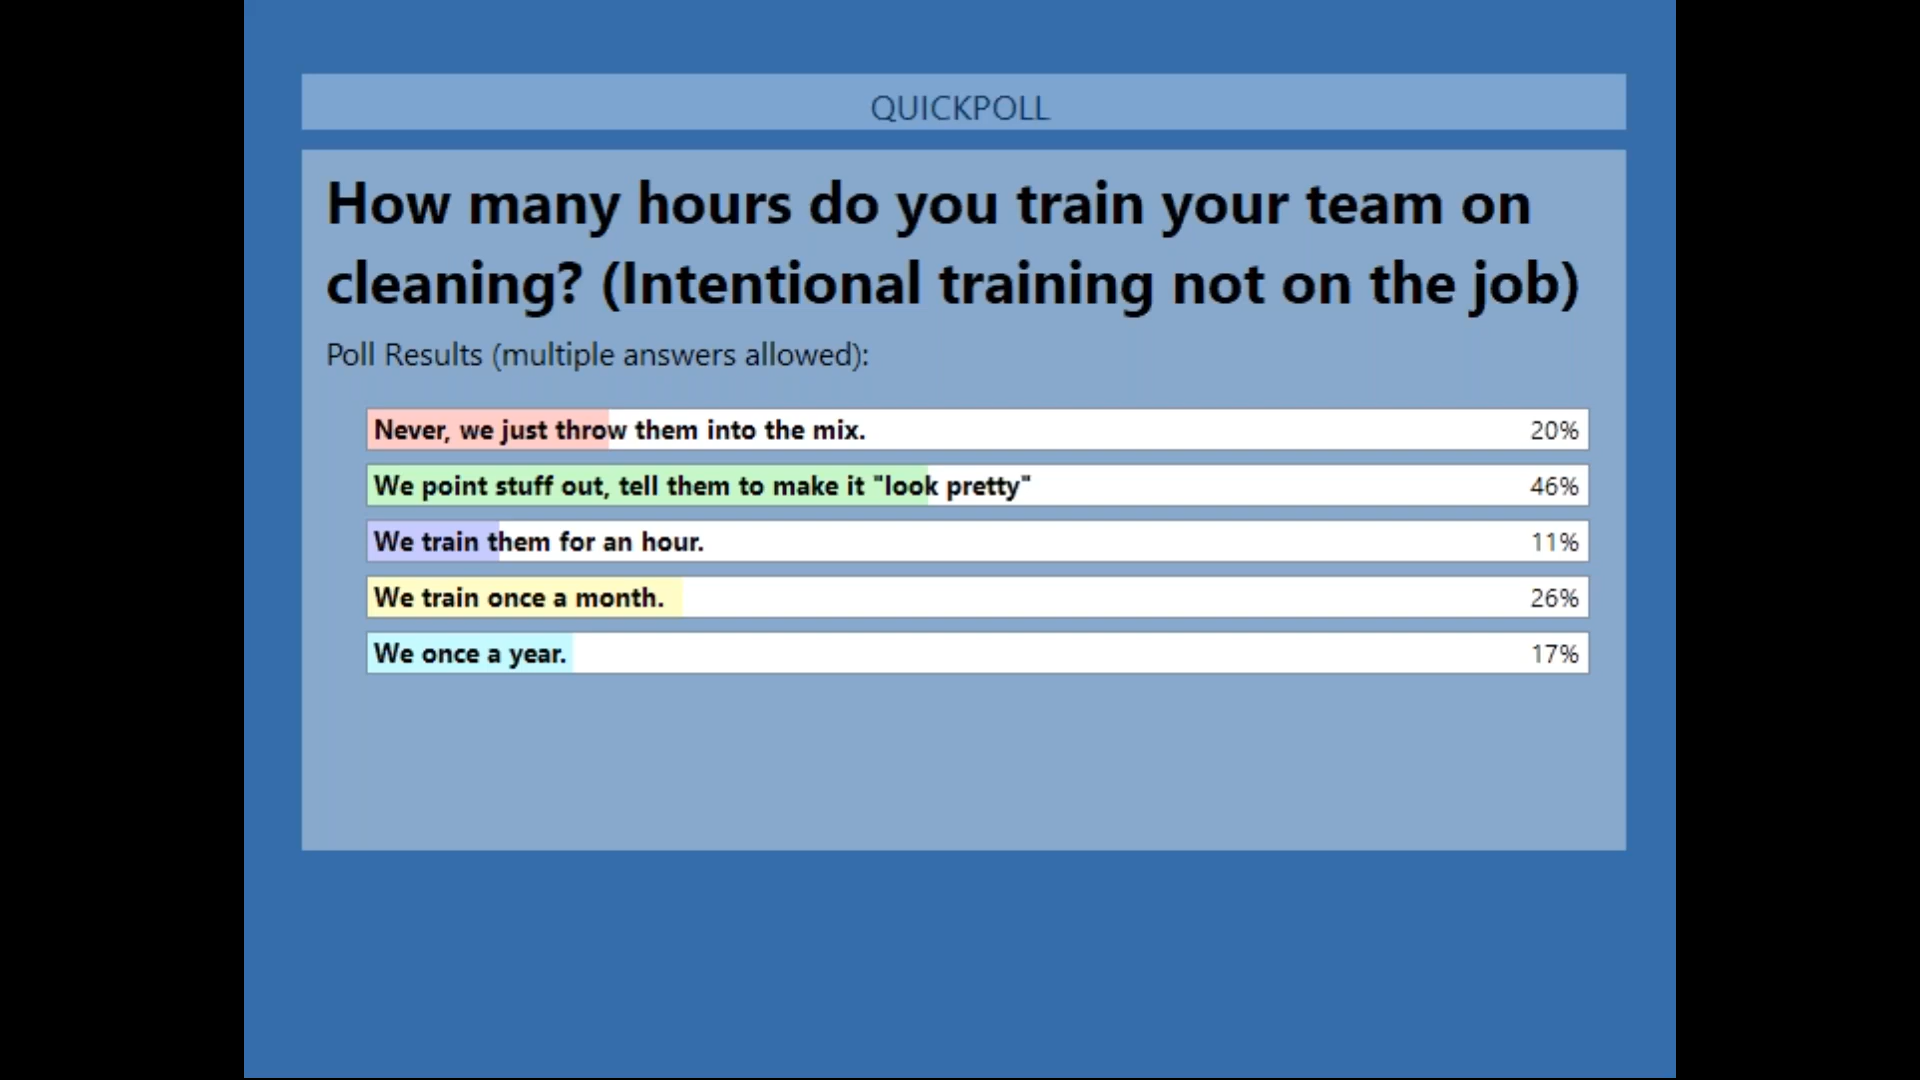 QUICKPOLL
How many hours do you train your team on
cleaning? (Intentional training not on the job)
Poll Results (multiple answers allowed):
Never, we just throw them into the mix. 20%
We point stuff out, tell them to make it "look pretty" 46%
We train them for an hour. 11%
We train once a month. 26%
We once a year. 17%